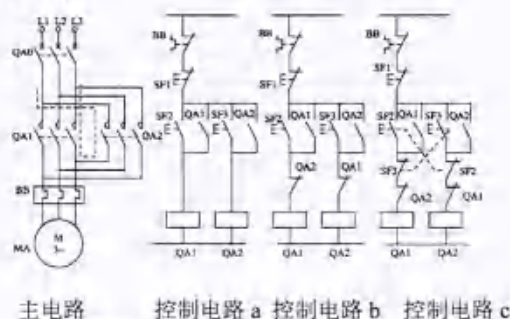 L1 L2 L3
QA0
QA1
QA2
BB
MA
M
3~
主电路
BB
SF1
SF2 QA1 SF3 QA2
QA1 QA2
控制电路 a
BB
SF1
SF2 QA1 SF3 QA2
QA2 QA1
QA1 QA2
控制电路 b
BB
SF1
SF2 QA1 SF3 QA2
SF3 SF2
QA2 QA1
QA1 QA2
控制电路 c